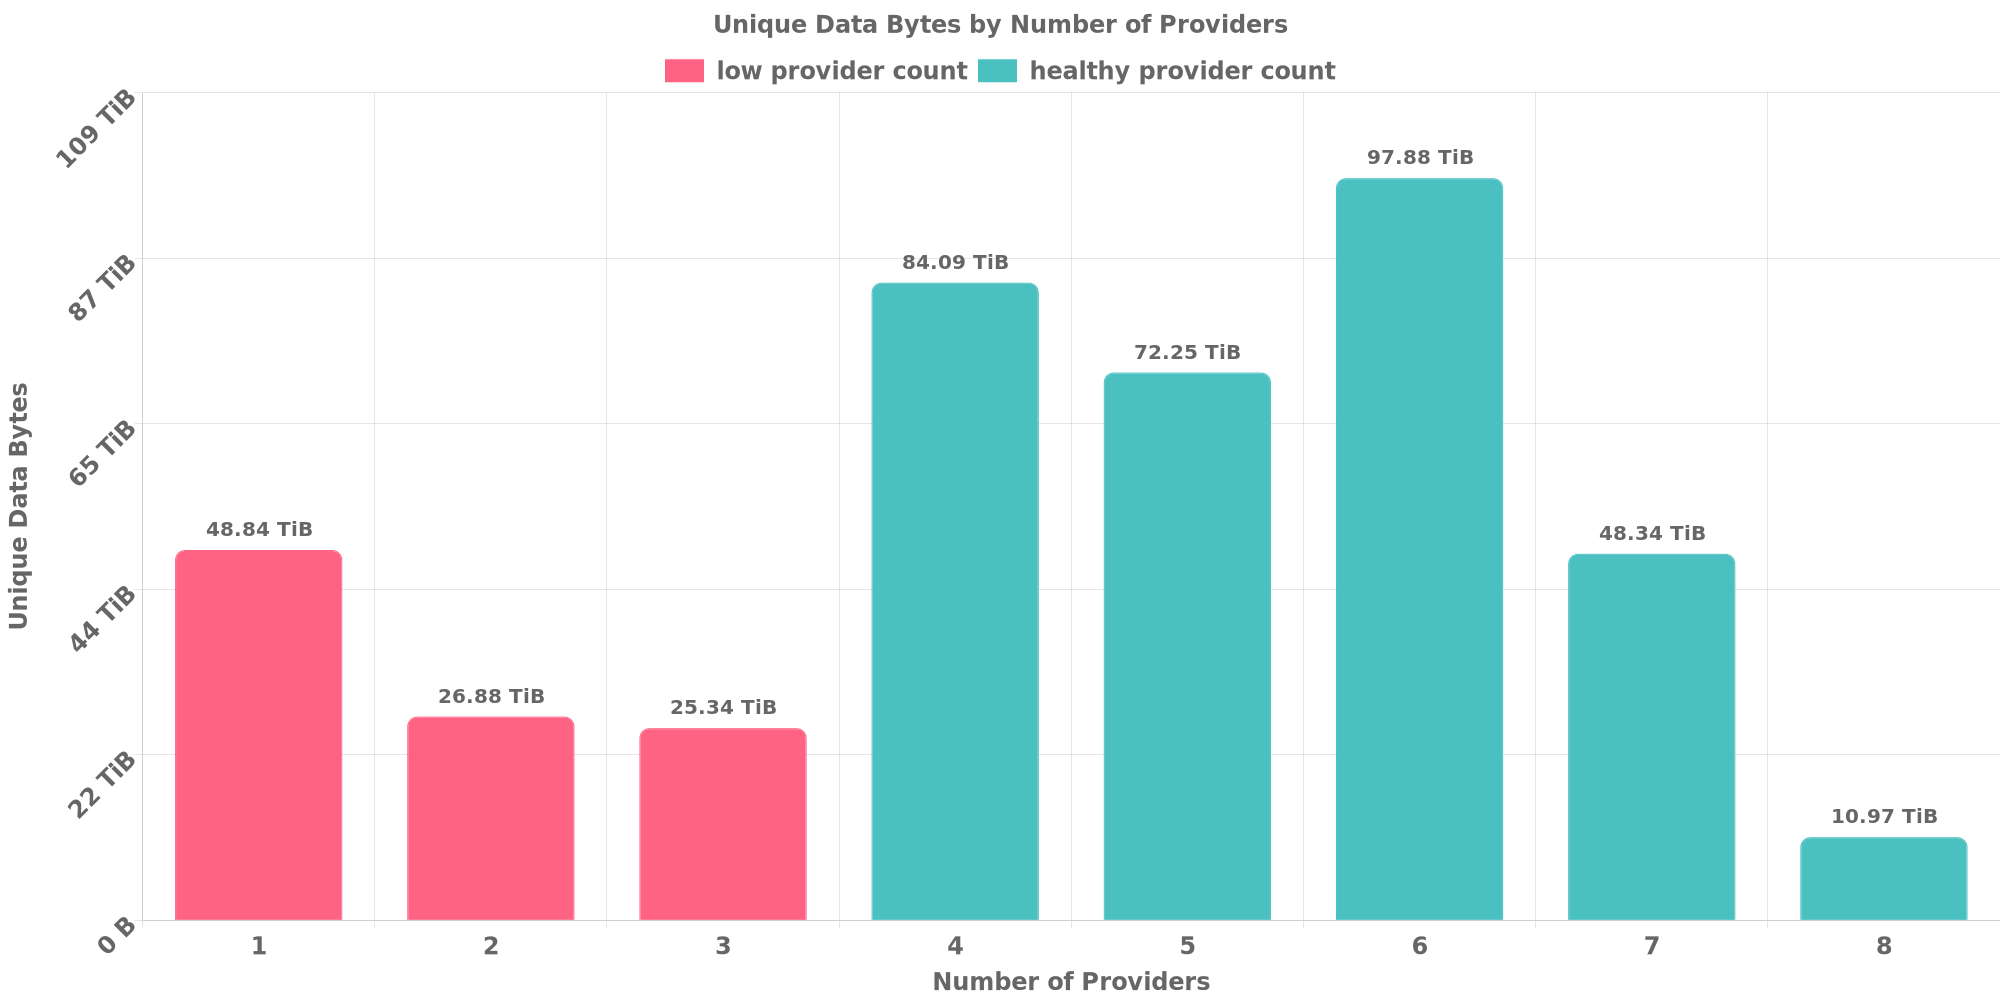 Unique Data Bytes by Number of Providers
low provider count healthy provider count
109 TiB
87 TiB
65 TiB
44 TiB
22 TiB
0 B
Unique Data Bytes
48.84 TiB
26.88 TiB
25.34 TiB
84.09 TiB
72.25 TiB
97.88 TiB
48.34 TiB
10.97 TiB
1 2 3 4 5 6 7 8
Number of Providers